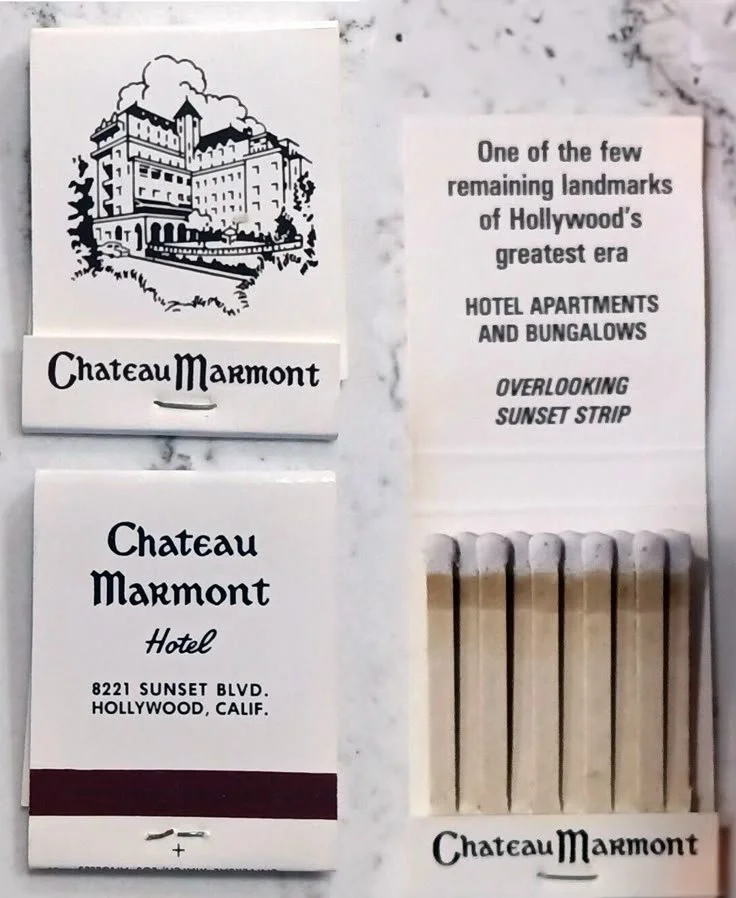 Chateau Marmont
Chateau
Marmont
Hotel
8221 SUNSET BLVD.
HOLLYWOOD, CALIF.
One of the few
remaining landmarks
of Hollywood's
greatest era
HOTEL APARTMENTS
AND BUNGALOWS
OVERLOOKING
SUNSET STRIP
Chateau Marmont